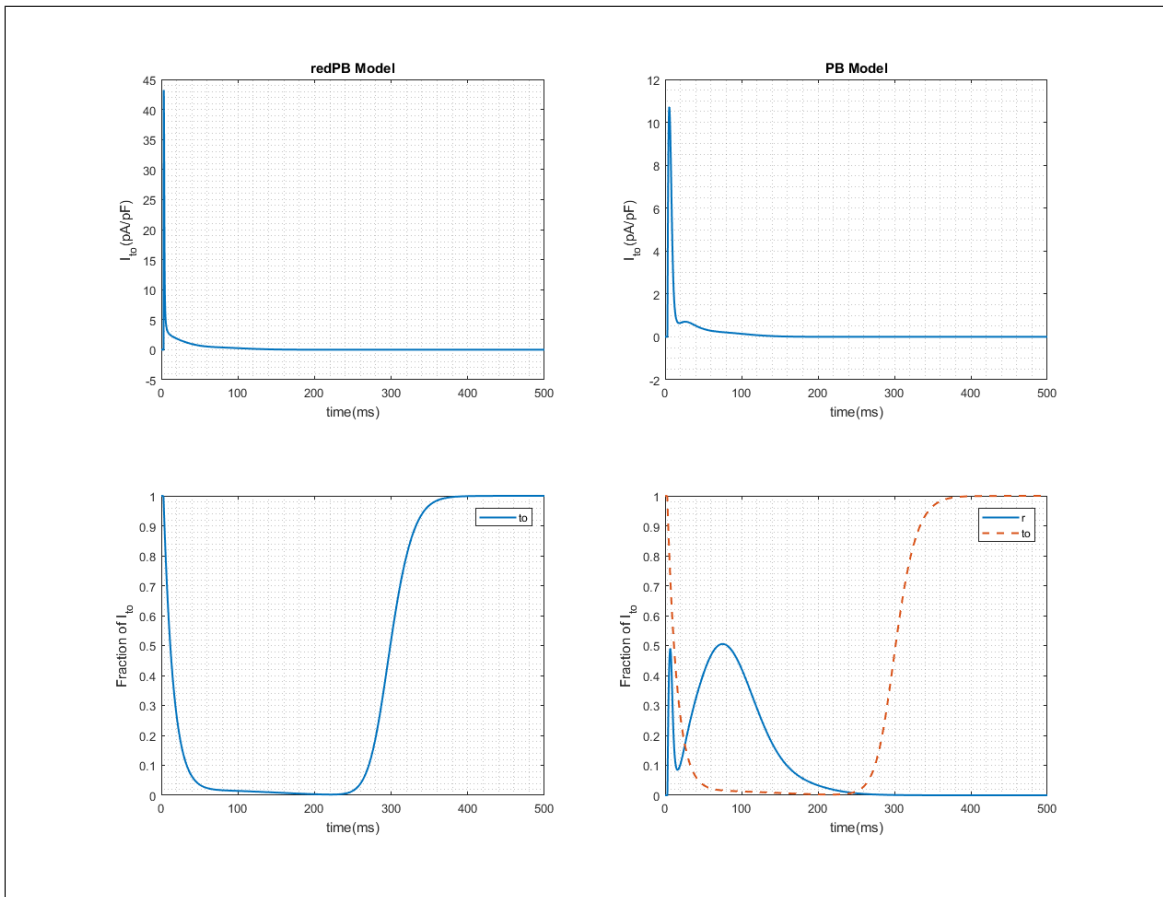 redPB Model
45
40
35
30
25
20
15
10
5
0
-5
I_to(pA/pF)
0 100 200 300 400 500
time(ms)
PB Model
12
10
8
6
4
2
0
-2
I_to(pA/pF)
0 100 200 300 400 500
time(ms)
1
0.9
0.8
0.7
0.6
0.5
0.4
0.3
0.2
0.1
0
Fraction of I_to
to
0 100 200 300 400 500
time(ms)
1
0.9
0.8
0.7
0.6
0.5
0.4
0.3
0.2
0.1
0
Fraction of I_to
r
to
0 100 200 300 400 500
time(ms)